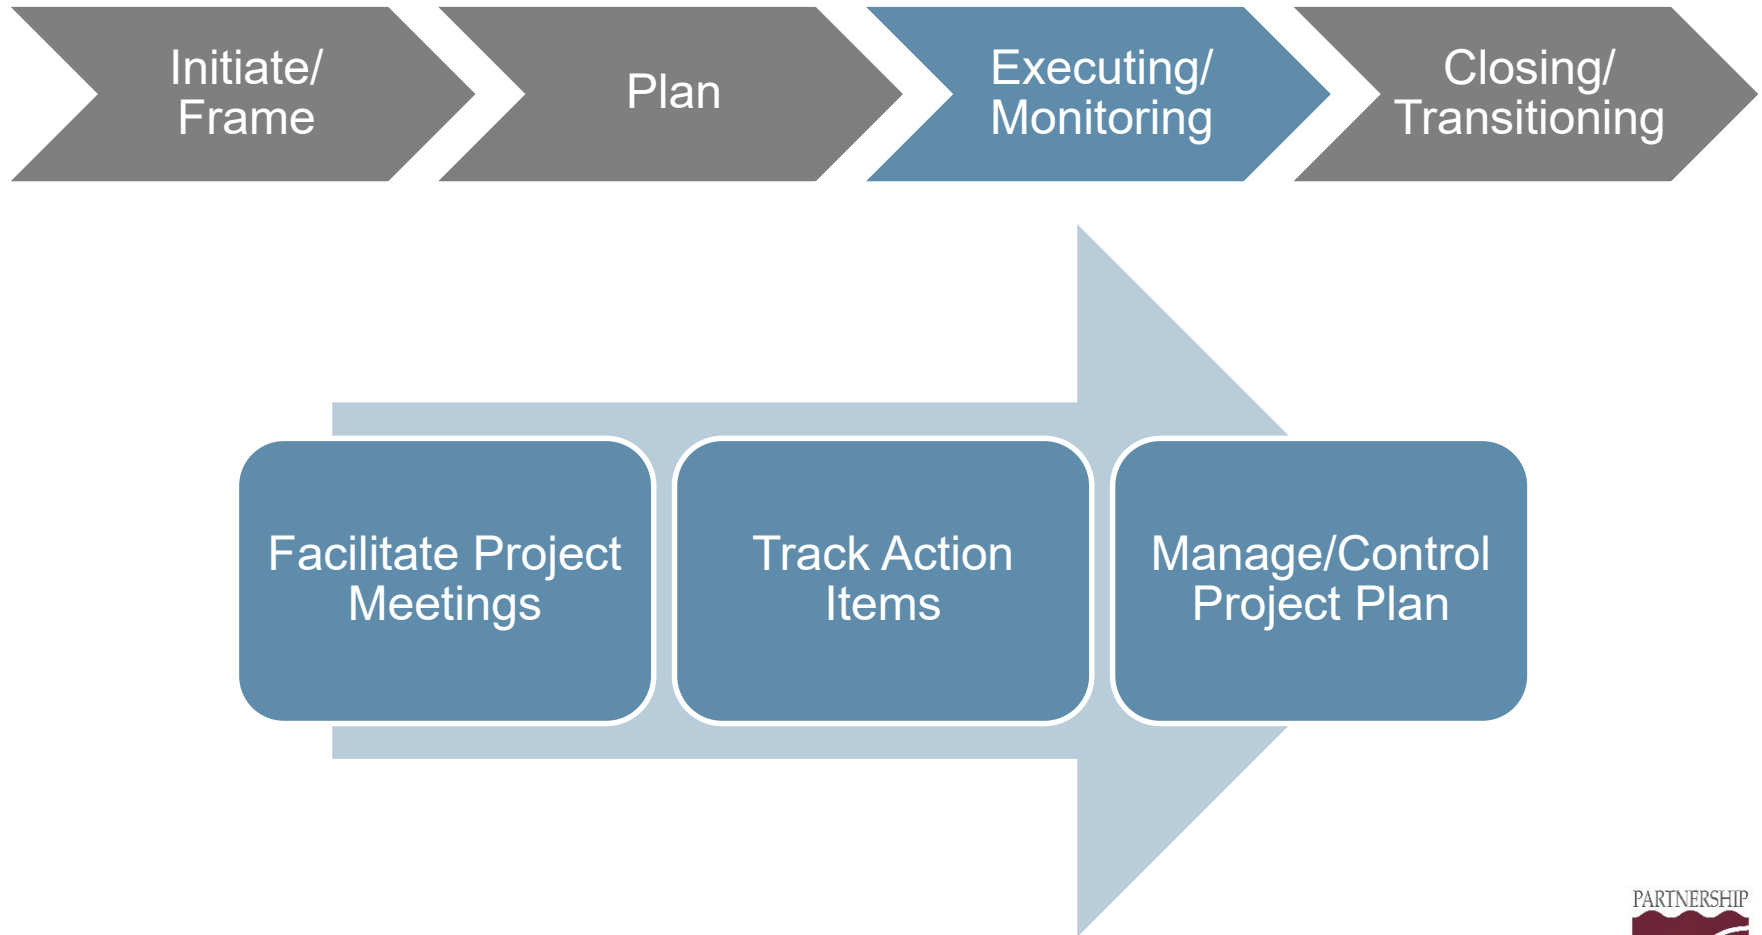 Initiate/
Frame
Plan
Executing/
Monitoring
Closing/
Transitioning
Facilitate Project
Meetings
Track Action
Items
Manage/Control
Project Plan
PARTNERSHIP